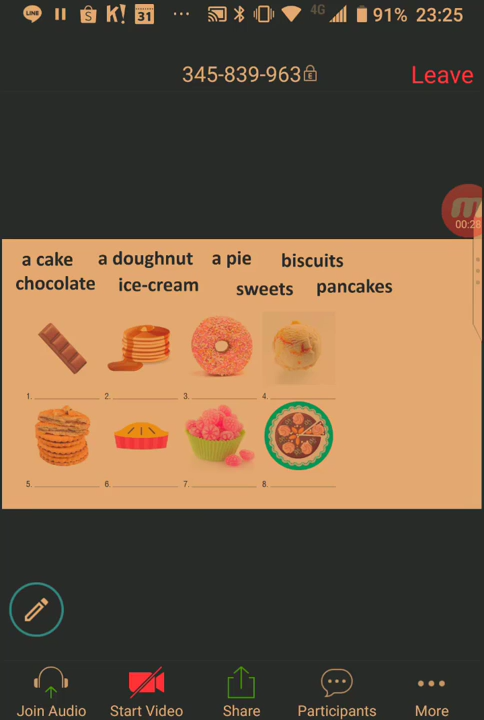 LINE K! 31 ... 4G 91% 23:25
345-839-963 Leave
00:28
a cake a doughnut a pie biscuits
chocolate ice-cream sweets pancakes
1. 2. 3. 4.
5. 6. 7. 8.
Join Audio Start Video Share Participants More